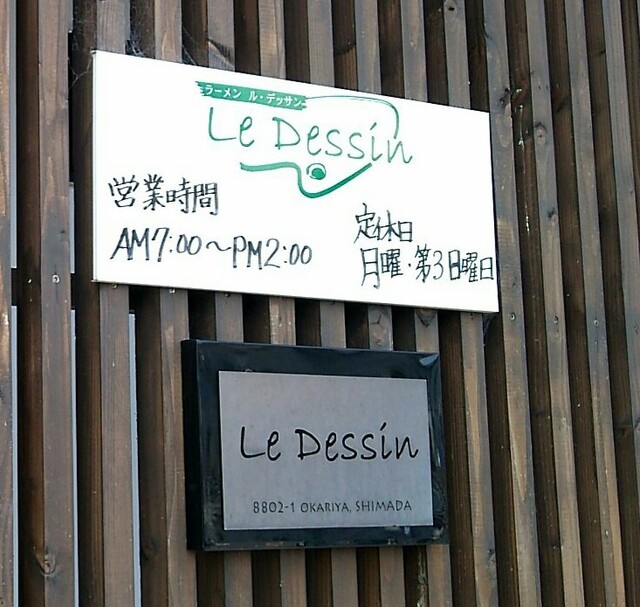 ラーメン ル・デッサン
Le Dessin
営業時間
AM7:00～PM2:00
定休日
月曜・第3日曜日
Le Dessin
8802-1 OKARIYA, SHIMADA